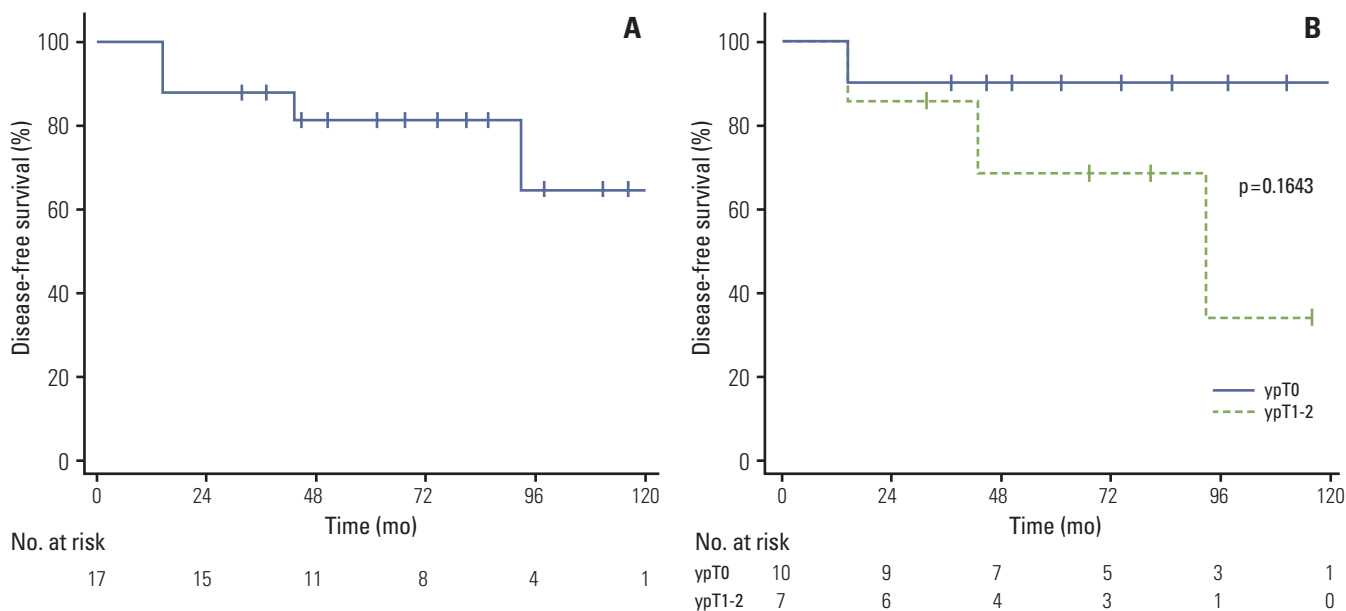 A
Disease-free survival (%)
100
80
60
40
20
0
0 24 48 72 96 120
Time (mo)
No. at risk
17 15 11 8 4 1
B
Disease-free survival (%)
100
80
60
40
20
0
p=0.1643
ypT0
ypT1-2
0 24 48 72 96 120
Time (mo)
No. at risk
ypT0 10 9 7 5 3 1
ypT1-2 7 6 4 3 1 0